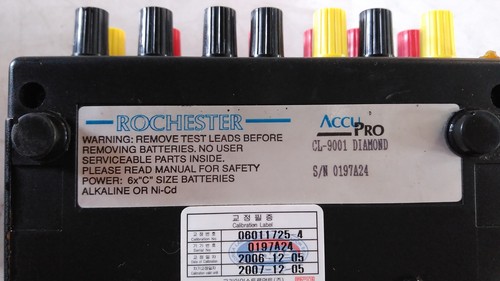 ROCHESTER
ACCU PRO
WARNING: REMOVE TEST LEADS BEFORE
REMOVING BATTERIES. NO USER
SERVICEABLE PARTS INSIDE.
PLEASE READ MANUAL FOR SAFETY
POWER: 6x"C" SIZE BATTERIES
ALKALINE OR Ni-Cd
CL-9001 DIAMOND
S/N 0197A24
교정필증
Calibration Label
06011725-4
0197A24
2006-12-05
2007-12-05